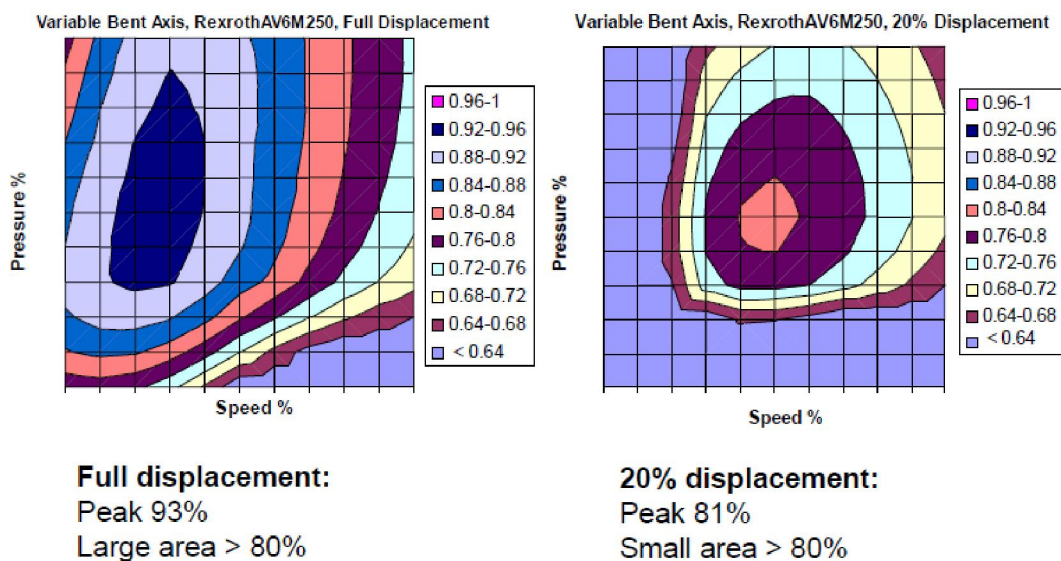 Variable Bent Axis, RexrothAV6M250, Full Displacement
Pressure %
Speed %
0.96-1
0.92-0.96
0.88-0.92
0.84-0.88
0.8-0.84
0.76-0.8
0.72-0.76
0.68-0.72
0.64-0.68
< 0.64
Full displacement:
Peak 93%
Large area > 80%
Variable Bent Axis, RexrothAV6M250, 20% Displacement
Pressure %
Speed %
0.96-1
0.92-0.96
0.88-0.92
0.84-0.88
0.8-0.84
0.76-0.8
0.72-0.76
0.68-0.72
0.64-0.68
< 0.64
20% displacement:
Peak 81%
Small area > 80%